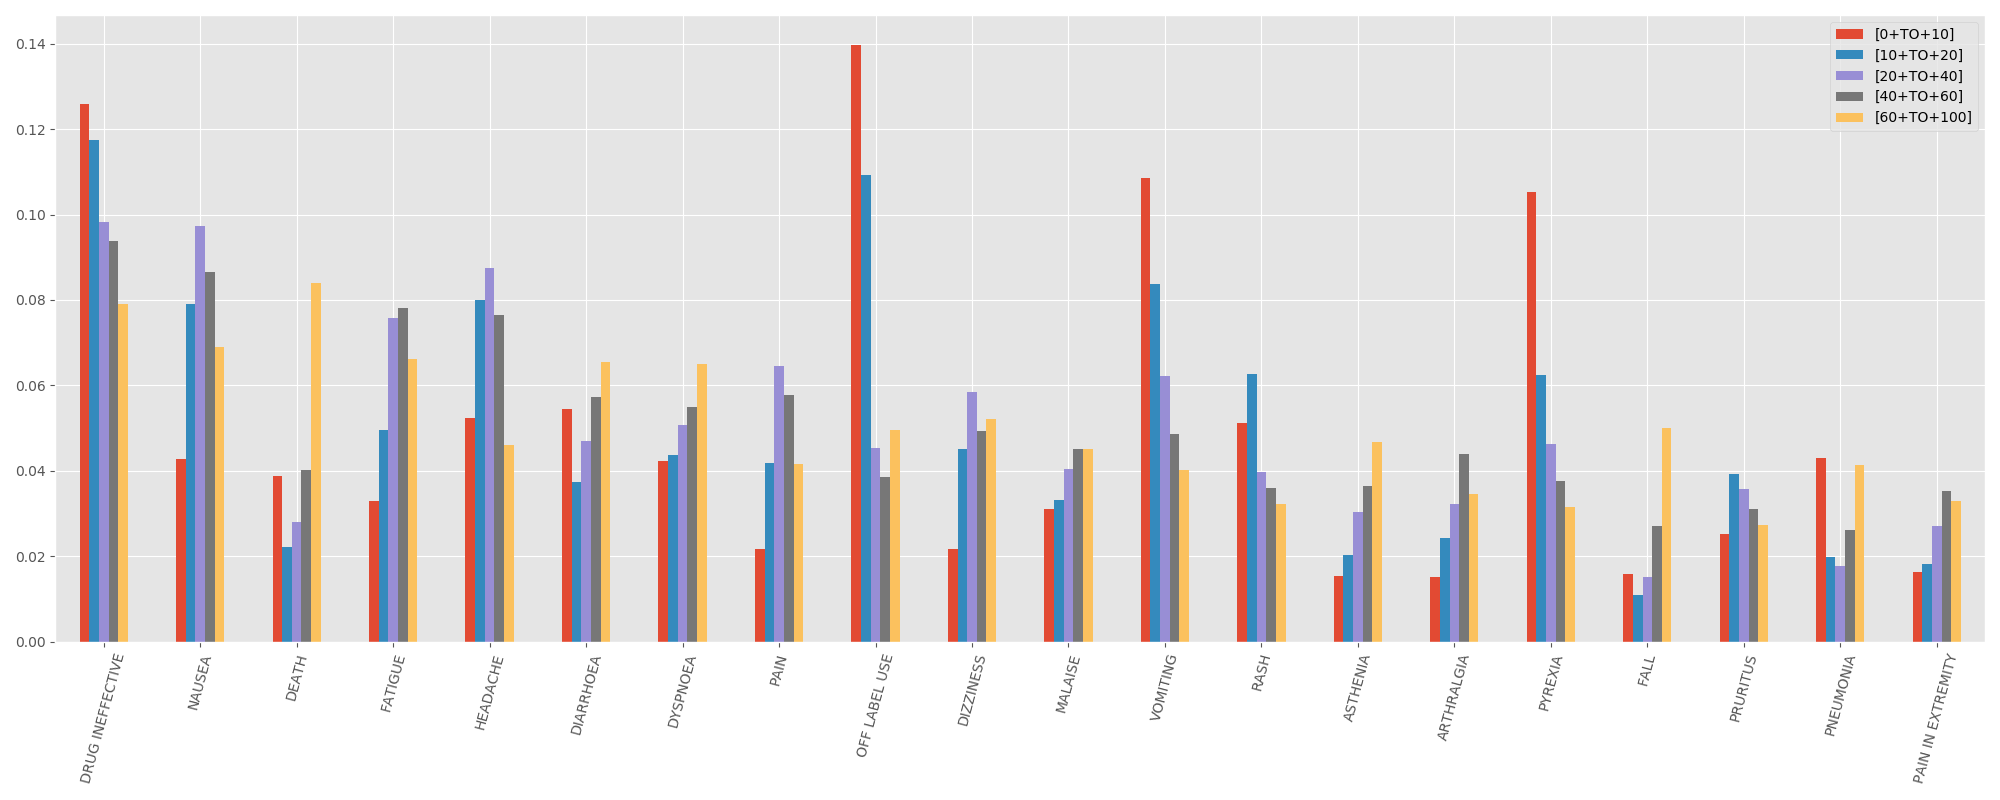 0.14
0.12
0.10
0.08
0.06
0.04
0.02
0.00
[0+TO+10]
[10+TO+20]
[20+TO+40]
[40+TO+60]
[60+TO+100]
DRUG INEFFECTIVE
NAUSEA
DEATH
FATIGUE
HEADACHE
DIARRHOEA
DYSPNOEA
PAIN
OFF LABEL USE
DIZZINESS
MALAISE
VOMITING
RASH
ASTHENIA
ARTHRALGIA
PYREXIA
FALL
PRURITUS
PNEUMONIA
PAIN IN EXTREMITY